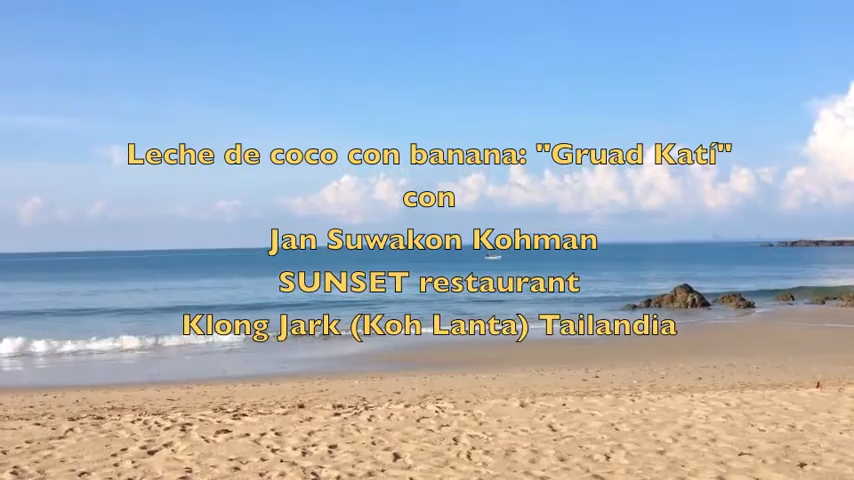 Leche de coco con banana: "Gruad Katí"
con
Jan Suwakon Kohman
SUNSET restaurant
Klong Jark (Koh Lanta) Tailandia